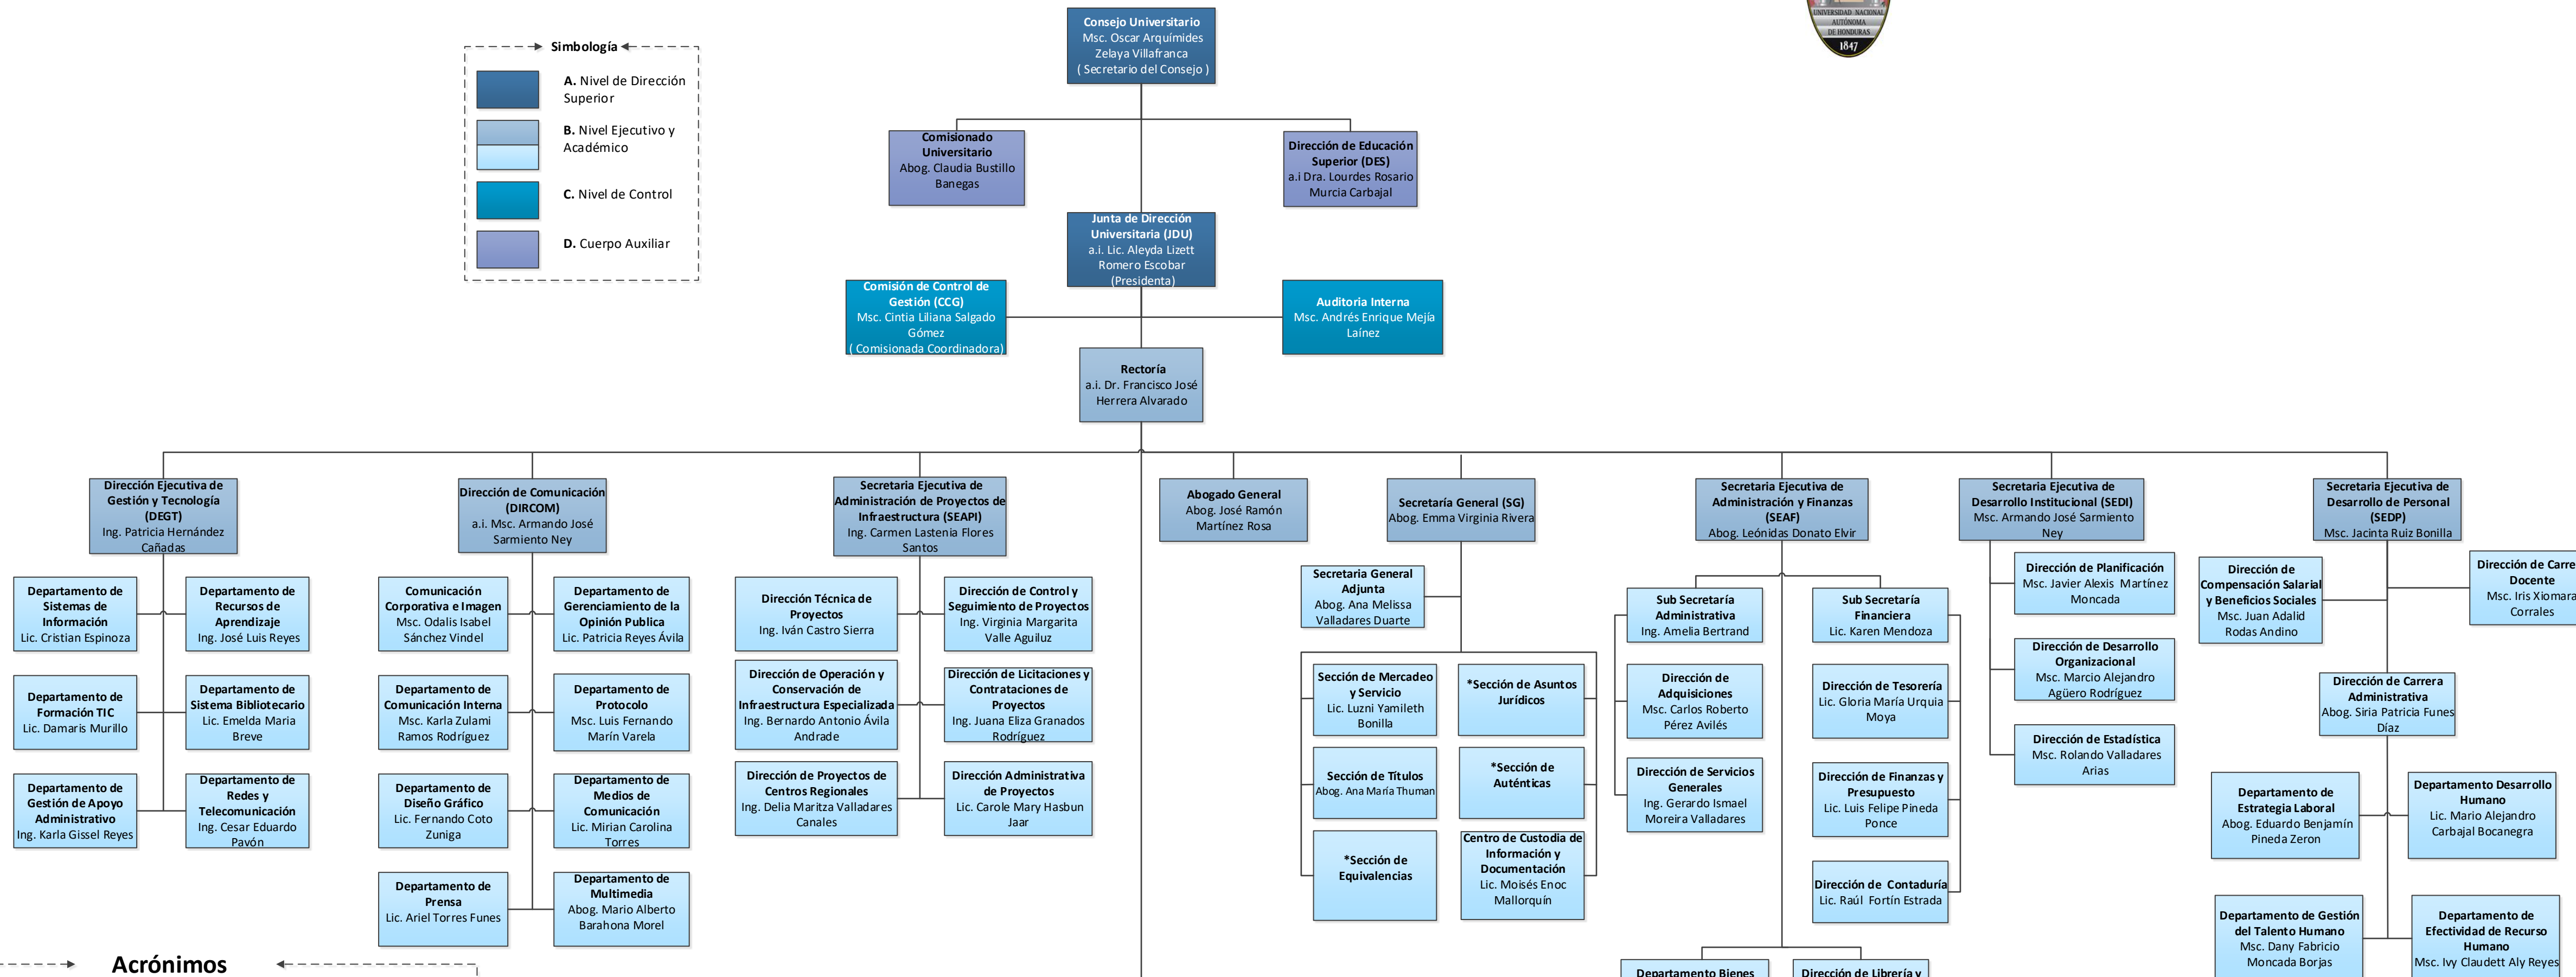 UNIVERSIDAD NACIONAL
AUTÓNOMA
DE HONDURAS
1847
Simbología
A. Nivel de Dirección
Superior
B. Nivel Ejecutivo y
Académico
C. Nivel de Control
D. Cuerpo Auxiliar
Consejo Universitario
Msc. Oscar Arquímides
Zelaya Villafranca
( Secretario del Consejo )
Comisionado
Universitario
Abog. Claudia Bustillo
Banegas
Dirección de Educación
Superior (DES)
a.i Dra. Lourdes Rosario
Murcia Carbajal
Junta de Dirección
Universitaria (JDU)
a.i. Lic. Aleyda Lizett
Romero Escobar
(Presidenta)
Comisión de Control de
Gestión (CCG)
Msc. Cintia Liliana Salgado
Gómez
( Comisionada Coordinadora)
Auditoria Interna
Msc. Andrés Enrique Mejía
Laínez
Rectoría
a.i. Dr. Francisco José
Herrera Alvarado
Dirección Ejecutiva de
Gestión y Tecnología
(DEGT)
Ing. Patricia Hernández
Cañadas
Departamento de
Sistemas de
Información
Lic. Cristian Espinoza
Departamento de
Recursos de
Aprendizaje
Ing. José Luis Reyes
Departamento de
Formación TIC
Lic. Damaris Murillo
Departamento de
Sistema Bibliotecario
Lic. Emelda Maria
Breve
Departamento de
Gestión de Apoyo
Administrativo
Ing. Karla Gissel Reyes
Departamento de
Redes y
Telecomunicación
Ing. Cesar Eduardo
Pavón
Dirección de Comunicación
(DIRCOM)
a.i. Msc. Armando José
Sarmiento Ney
Comunicación
Corporativa e Imagen
Msc. Odalis Isabel
Sánchez Vindel
Departamento de
Gerenciamiento de la
Opinión Publica
Lic. Patricia Reyes Ávila
Departamento de
Comunicación Interna
Msc. Karla Zulami
Ramos Rodríguez
Departamento de
Protocolo
Msc. Luis Fernando
Marín Varela
Departamento de
Diseño Gráfico
Lic. Fernando Coto
Zuniga
Departamento de
Medios de
Comunicación
Lic. Mirian Carolina
Torres
Departamento de
Prensa
Lic. Ariel Torres Funes
Departamento de
Multimedia
Abog. Mario Alberto
Barahona Morel
Secretaria Ejecutiva de
Administración de Proyectos de
Infraestructura (SEAPI)
Ing. Carmen Lastenia Flores
Santos
Dirección Técnica de
Proyectos
Ing. Iván Castro Sierra
Dirección de Control y
Seguimiento de Proyectos
Ing. Virginia Margarita
Valle Aguiluz
Dirección de Operación y
Conservación de
Infraestructura Especializada
Ing. Bernardo Antonio Ávila
Andrade
Dirección de Licitaciones y
Contrataciones de
Proyectos
Ing. Juana Eliza Granados
Rodríguez
Dirección de Proyectos de
Centros Regionales
Ing. Delia Maritza Valladares
Canales
Dirección Administrativa
de Proyectos
Lic. Carole Mary Hasbun
Jaar
Abogado General
Abog. José Ramón
Martínez Rosa
Secretaría General (SG)
Abog. Emma Virginia Rivera
Secretaria General
Adjunta
Abog. Ana Melissa
Valladares Duarte
Sección de Mercadeo
y Servicio
Lic. Luzni Yamileth
Bonilla
*Sección de Asuntos
Jurídicos
Sección de Títulos
Abog. Ana María Thuman
*Sección de
Auténticas
*Sección de
Equivalencias
Centro de Custodia de
Información y
Documentación
Lic. Moisés Enoc
Mallorquín
Secretaria Ejecutiva de
Administración y Finanzas
(SEAF)
Abog. Leónidas Donato Elvir
Sub Secretaría
Administrativa
Ing. Amelia Bertrand
Sub Secretaría
Financiera
Lic. Karen Mendoza
Dirección de
Adquisiciones
Msc. Carlos Roberto
Pérez Avilés
Dirección de Tesorería
Lic. Gloria María Urquia
Moya
Dirección de Servicios
Generales
Ing. Gerardo Ismael
Moreira Valladares
Dirección de Finanzas y
Presupuesto
Lic. Luis Felipe Pineda
Ponce
Dirección de Contaduría
Lic. Raúl Fortín Estrada
Departamento Bienes
Dirección de Librería y
Secretaria Ejecutiva de
Desarrollo Institucional (SEDI)
Msc. Armando José Sarmiento
Ney
Dirección de Planificación
Msc. Javier Alexis Martínez
Moncada
Dirección de Desarrollo
Organizacional
Msc. Marcio Alejandro
Agüero Rodríguez
Dirección de Estadística
Msc. Rolando Valladares
Arias
Secretaria Ejecutiva de
Desarrollo de Personal
(SEDP)
Msc. Jacinta Ruiz Bonilla
Dirección de
Compensación Salarial
y Beneficios Sociales
Msc. Juan Adalid
Rodas Andino
Dirección de Carre
Docente
Msc. Iris Xiomara
Corrales
Dirección de Carrera
Administrativa
Abog. Siria Patricia Funes
Díaz
Departamento de
Estrategia Laboral
Abog. Eduardo Benjamín
Pineda Zeron
Departamento Desarrollo
Humano
Lic. Mario Alejandro
Carbajal Bocanegra
Departamento de Gestión
del Talento Humano
Msc. Dany Fabricio
Moncada Borjas
Departamento de
Efectividad de Recurso
Humano
Msc. Ivy Claudett Aly Reyes
Acrónimos